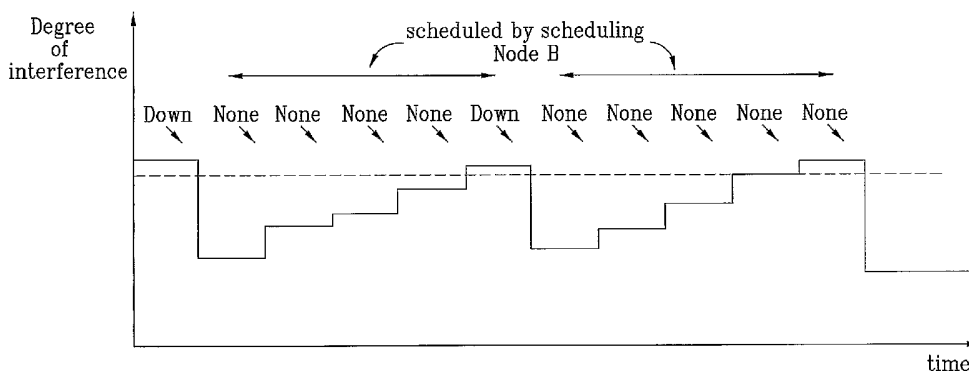 Degree
of
interference
scheduled by scheduling
Node B
Down None None None None Down None None None None None
time